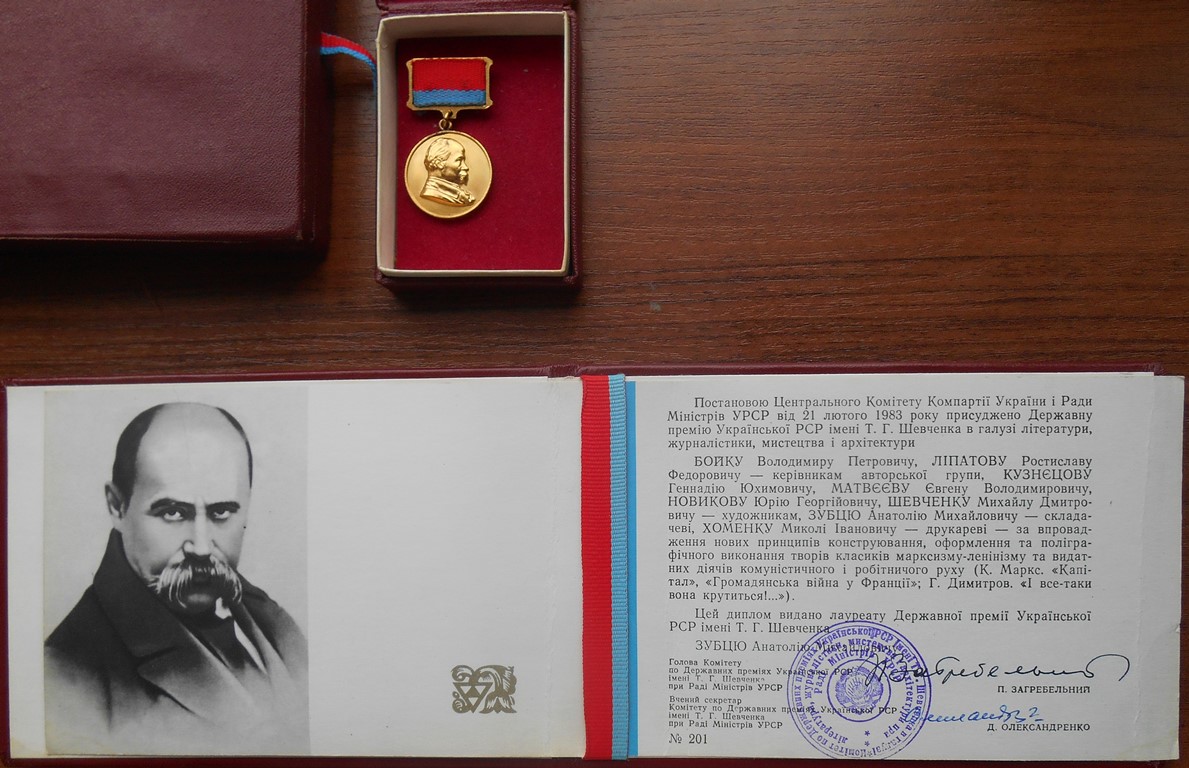 Постановою Центрального Комітету Компартії України і Ради
Міністрів УРСР від 21 лютого 1983 року присуджено Державну
премію Української РСР імені Т. Г. Шевченка в галузі літератури,
журналістики, мистецтва і архітектури
БОЙКУ Володимиру Петровичу, ЛІПАТОВУ Ростиславу
Федоровичу — керівникам авторської групи, КУЗНЕЦОВУ
Геннадію Юхимовичу, МАТВЄЄВУ Євгену Володимировичу,
НОВИКОВУ Юрію Георгійовичу, ШЕВЧЕНКУ Михайлу Дмитро-
вичу — художникам, ЗУБЦЮ Анатолію Михайловичу — складa-
чеві, ХОМЕНКУ Миколі Івановичу — друкареві — за впровад-
ження нових принципів конструювання, оформлення та полігра-
фічного виконання творів класиків марксизму-ленінізму і видат-
них діячів комуністичного і робітничого руху (К. Маркс. «Капі-
тал», «Громадянська війна у Франції»; Г. Димитров. «І все-таки
вона крутиться!...»).
Цей диплом видано лауреату Державної премії Української
РСР імені Т. Г. Шевченка
ЗУБЦЮ Анатолію
Голова Комітету
по Державних преміях Української РСР
імені Т. Г. Шевченка
при Раді Міністрів УРСР
П. ЗАГРЕБЕЛЬНИЙ
Вчений секретар
Комітету по Державних преміях Української РСР
імені Т. Г. Шевченка
при Раді Міністрів УРСР
Д. ОЛЕКСАНДРЕНКО
№ 201